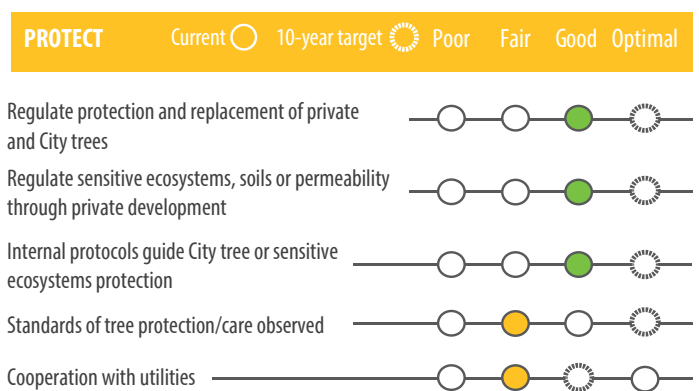 PROTECT Current 10-year target Poor Fair Good Optimal
Regulate protection and replacement of private
and City trees
Regulate sensitive ecosystems, soils or permeability
through private development
Internal protocols guide City tree or sensitive
ecosystems protection
Standards of tree protection/care observed
Cooperation with utilities